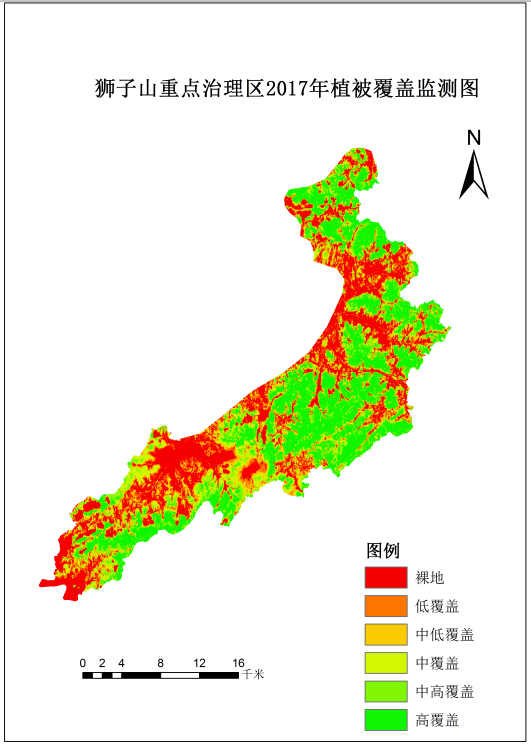 狮子山重点治理区2017年植被覆盖监测图
N
图例
裸地
低覆盖
中低覆盖
中覆盖
中高覆盖
高覆盖
0 2 4 8 12 16
千米